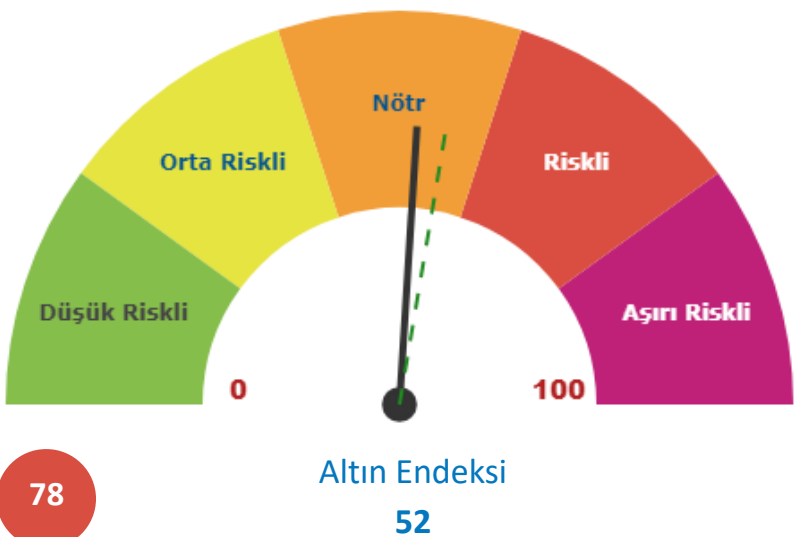 Nötr
Orta Riskli
Riskli
Düşük Riskli
Aşırı Riskli
0
100
Altın Endeksi
78
52